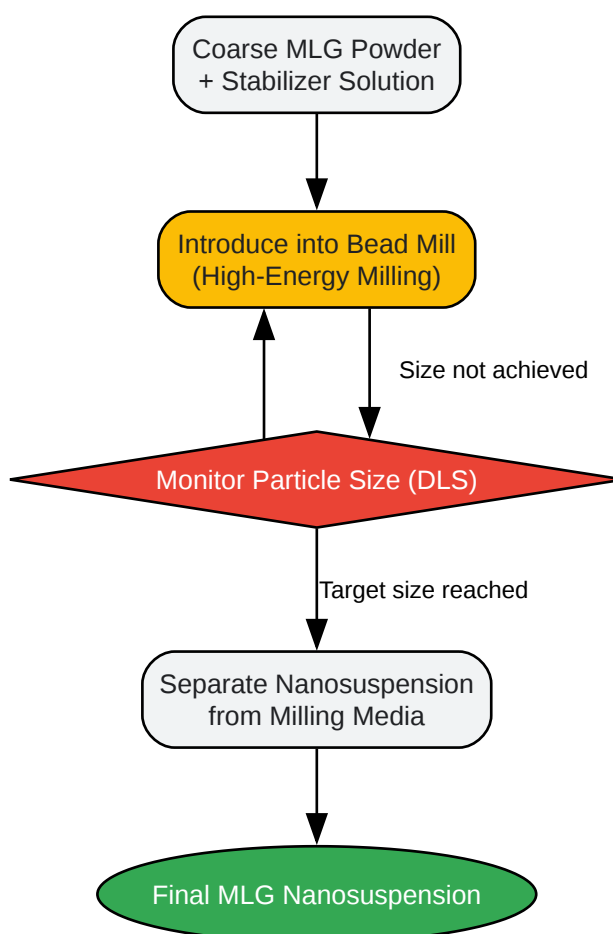 Coarse MLG Powder
+ Stabilizer Solution
Introduce into Bead Mill
(High-Energy Milling)
Size not achieved
Monitor Particle Size (DLS)
Target size reached
Separate Nanosuspension
from Milling Media
Final MLG Nanosuspension